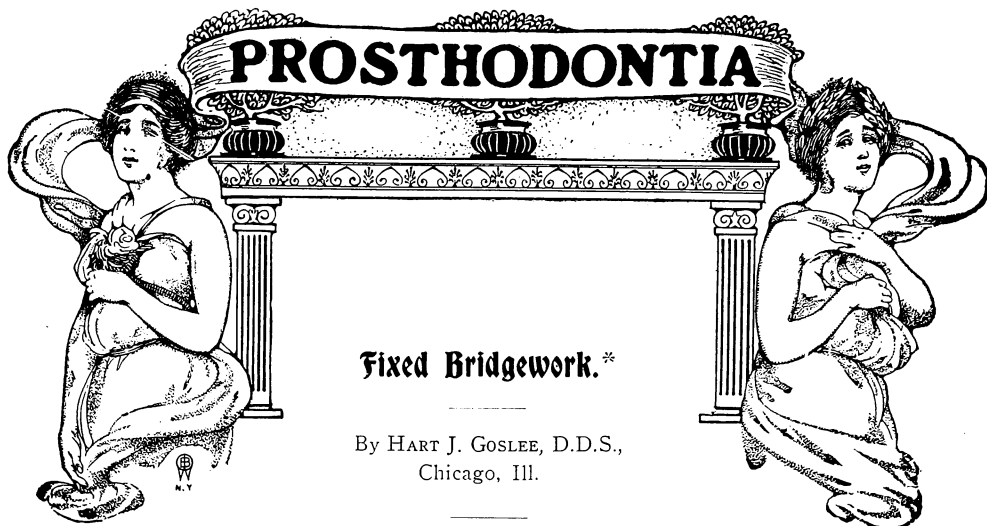 PROSTHODONTIA
Fixed Bridgework.*
By HART J. GOSLEE, D.D.S.,
Chicago, Ill.
N.Y